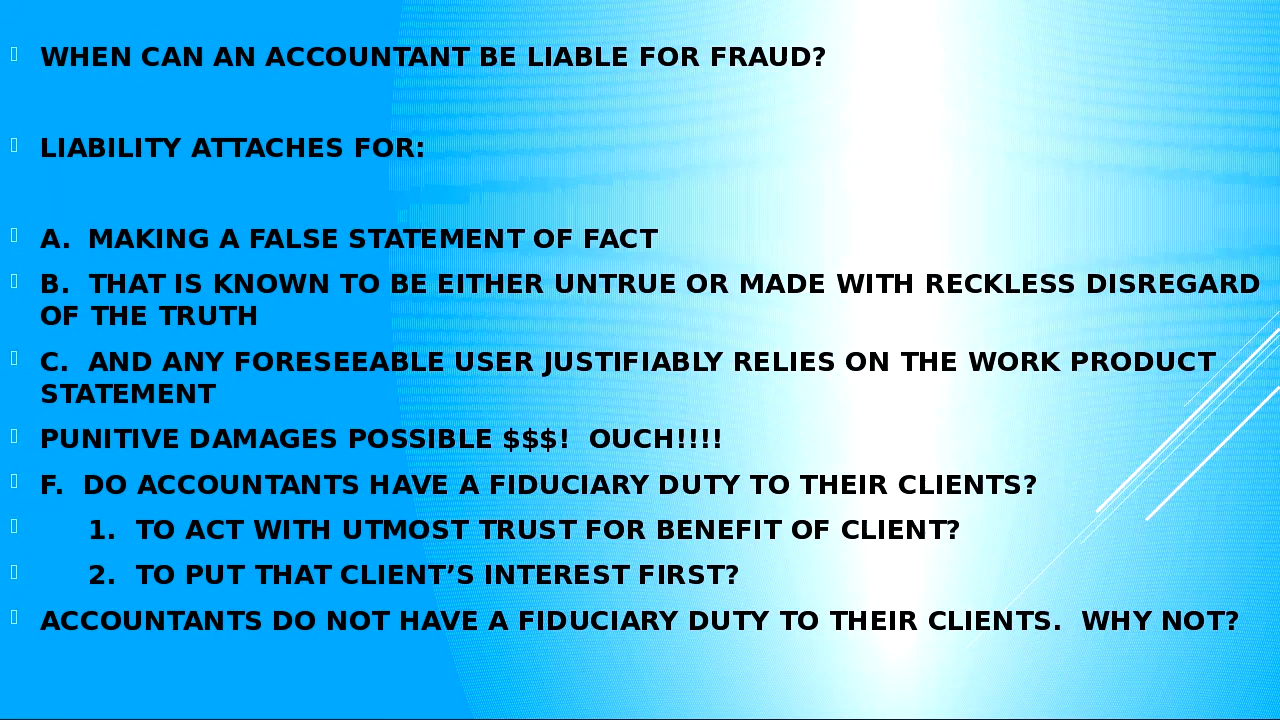 WHEN CAN AN ACCOUNTANT BE LIABLE FOR FRAUD?
LIABILITY ATTACHES FOR:
A. MAKING A FALSE STATEMENT OF FACT
B. THAT IS KNOWN TO BE EITHER UNTRUE OR MADE WITH RECKLESS DISREGARD
OF THE TRUTH
C. AND ANY FORESEEABLE USER JUSTIFIABLY RELIES ON THE WORK PRODUCT
STATEMENT
PUNITIVE DAMAGES POSSIBLE $$$! OUCH!!!!
F. DO ACCOUNTANTS HAVE A FIDUCIARY DUTY TO THEIR CLIENTS?
1. TO ACT WITH UTMOST TRUST FOR BENEFIT OF CLIENT?
2. TO PUT THAT CLIENT’S INTEREST FIRST?
ACCOUNTANTS DO NOT HAVE A FIDUCIARY DUTY TO THEIR CLIENTS. WHY NOT?